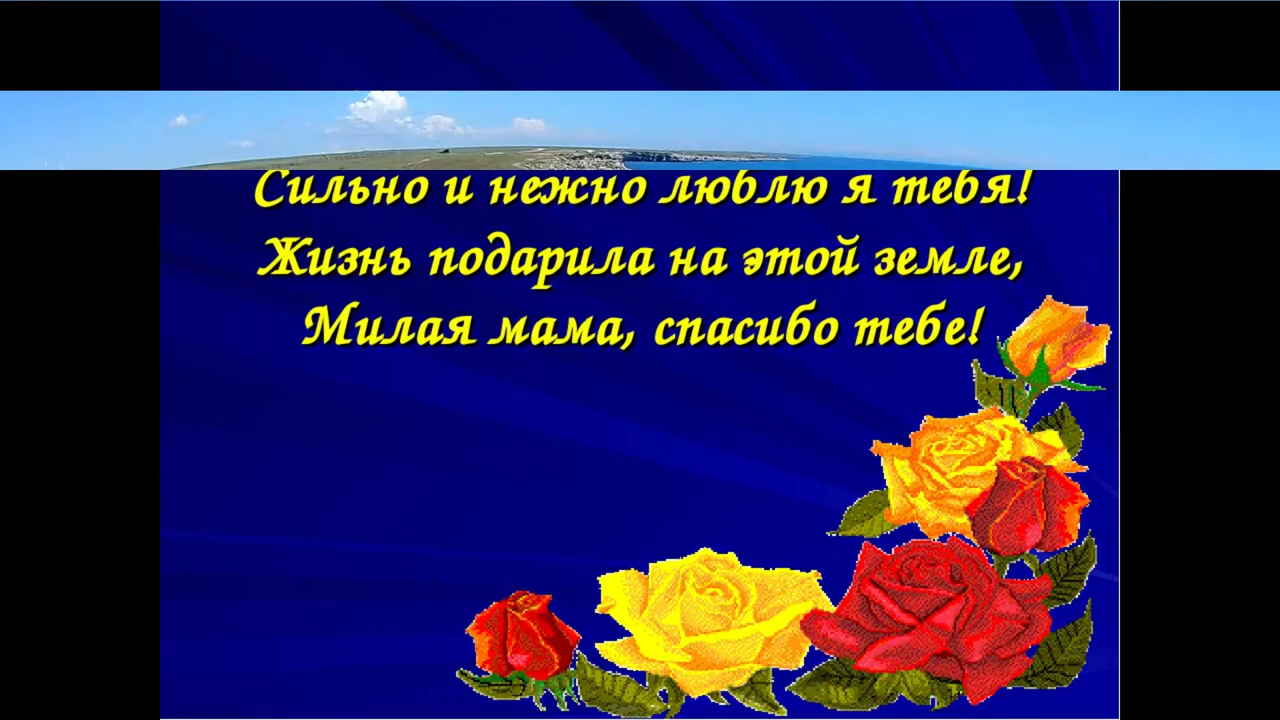 Сильно и нежно люблю я тебя!
Жизнь подарила на этой земле,
Милая мама, спасибо тебе!